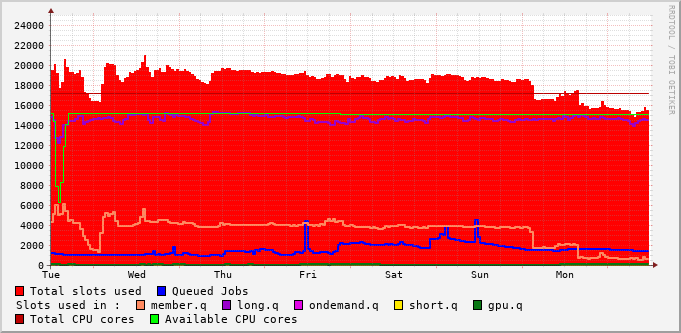 RRDTOOL / TOBI OETIKER
24000
22000
20000
18000
16000
14000
12000
10000
8000
6000
4000
2000
0
Tue Wed Thu Fri Sat Sun Mon
Total slots used Queued Jobs
Slots used in : member.q long.q ondemand.q short.q gpu.q
Total CPU cores Available CPU cores